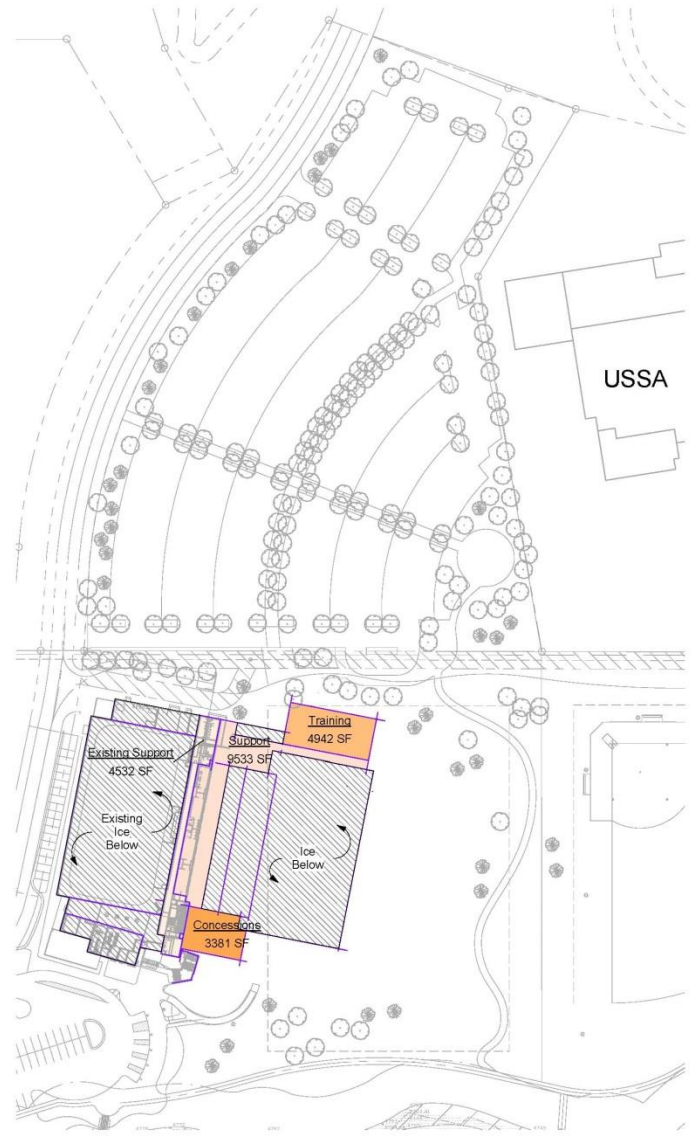 USSA
Training
4942 SF
Support
9533 SF
Existing Support
4532 SF
Existing
Ice
Below
Ice
Below
Concessions
3381 SF